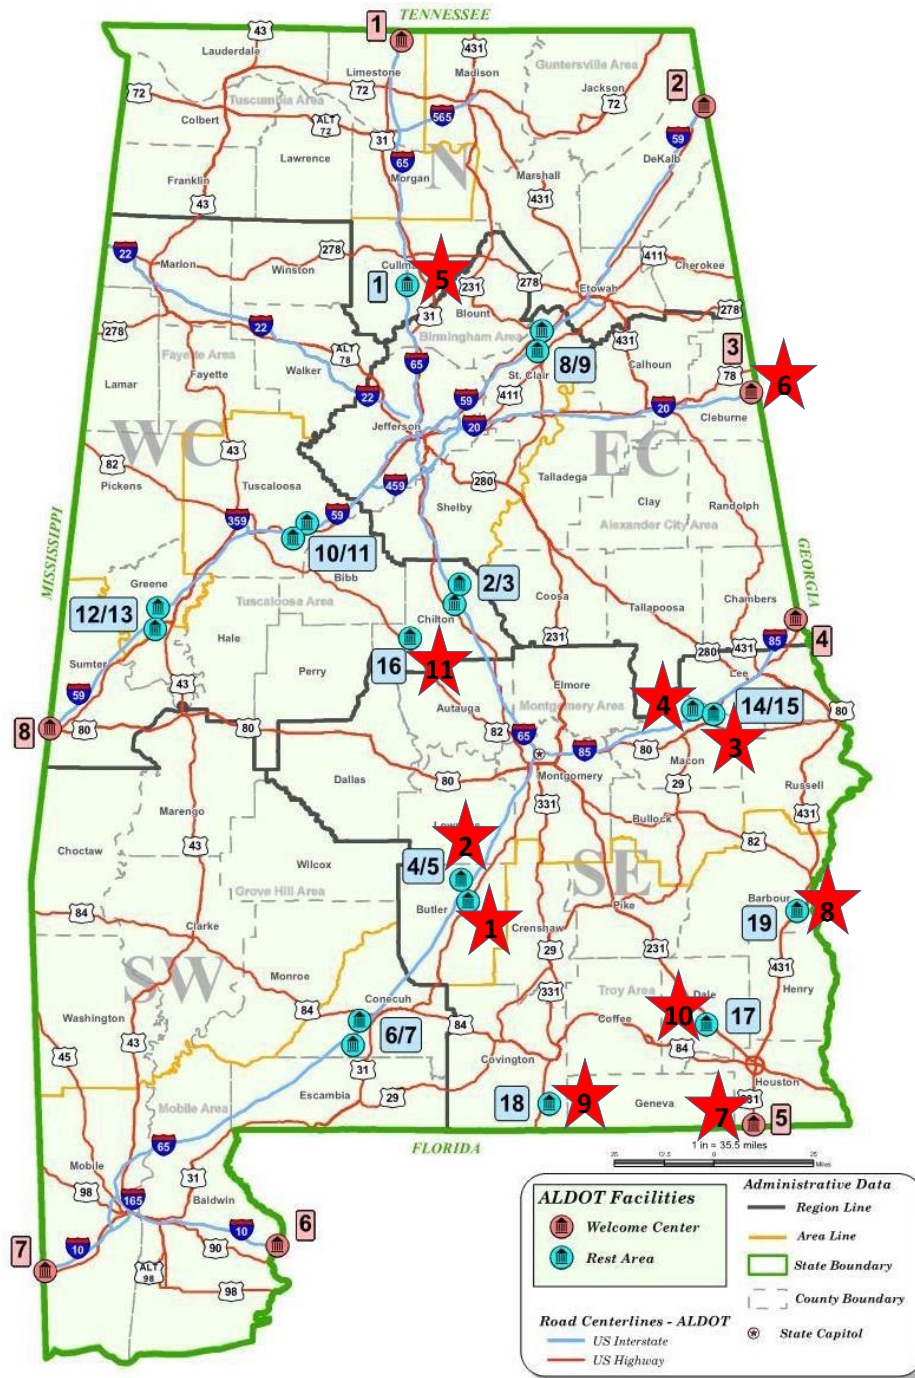 TENNESSEE
1
43
431
Lauderdale
Guntersville Area
Limestone
Madison
Jackson
2
72
72
72
Tuscumbia Area
565
Colbert
ALT
72
31
59
65
DeKalb
Lawrence
N
Morgan
Marshall
Franklin
431
43
22
278
411
Marion
Cullman
5
Cherokee
Winston
1
231
278
Etowah
31
Blount
278
278
22
Birmingham Area
3
431
ALT
78
Fayette Area
65
8/9
Calhoun
78
6
Fayette
Walker
St. Clair
Lamar
22
59
411
20
Cleburne
Jefferson
20
WC
43
EC
82
280
Talladega
Pickens
Tuscaloosa
459
Shelby
Clay
Randolph
359
59
Alexander City Area
MISSISSIPPI
GEORGIA
10/11
Bibb
2/3
Greene
Tuscaloosa Area
Coosa
Chambers
12/13
Chilton
Tallapoosa
Hale
231
85
4
16
11
280
431
Sumter
Perry
Lee
Elmore
59
43
4
14/15
Autauga
Montgomery Area
80
8
80
80
82
65
85
80
3
Macon
Dallas
80
Montgomery
29
Russell
Marengo
331
431
Lowndes
Bullock
43
2
82
Choctaw
Wilcox
4/5
SE
Grove Hill Area
Butler
Barbour
8
84
1
Pike
19
Clarke
Crenshaw
29
231
SW
Monroe
431
331
Troy Area
Dale
Henry
Conecuh
10
17
Washington
84
6/7
84
Coffee
43
84
45
Covington
31
Houston
Escambia
29
18
9
Geneva
7
231
Mobile Area
5
FLORIDA
1 in = 35.5 miles
65
25
12.5
0
25
Miles
Mobile
31
98
165
Baldwin
6
10
7
10
90
ALT
98
98
ALDOT Facilities
Welcome Center
Rest Area
Road Centerlines - ALDOT
US Interstate
US Highway
Administrative Data
Region Line
Area Line
State Boundary
County Boundary
State Capitol